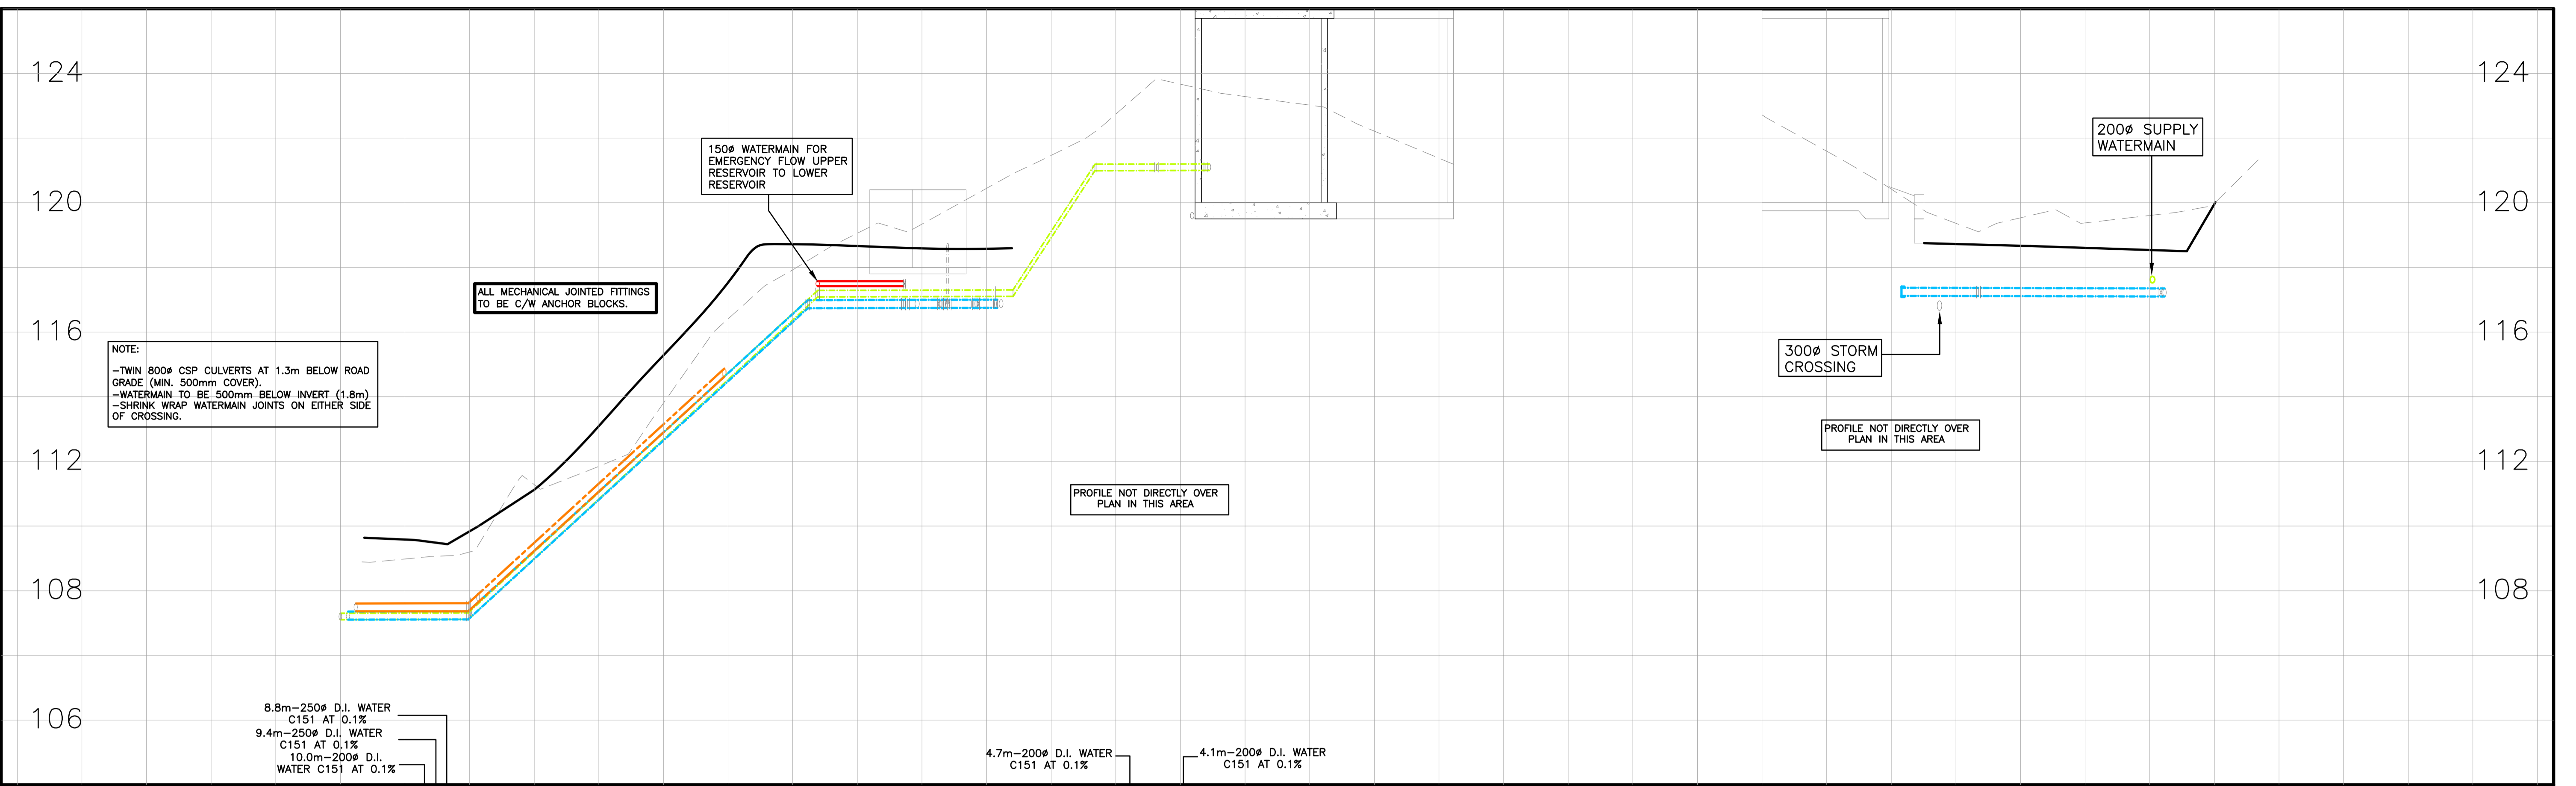 124
124
200ø SUPPLY
WATERMAIN
150ø WATERMAIN FOR
EMERGENCY FLOW UPPER
RESERVOIR TO LOWER
RESERVOIR
120
120
ALL MECHANICAL JOINTED FITTINGS
TO BE C/W ANCHOR BLOCKS.
116
116
NOTE:
-TWIN 800ø CSP CULVERTS AT 1.3m BELOW ROAD
GRADE (MIN. 500mm COVER).
-WATERMAIN TO BE 500mm BELOW INVERT (1.8m)
-SHRINK WRAP WATERMAIN JOINTS ON EITHER SIDE
OF CROSSING.
300ø STORM
CROSSING
PROFILE NOT DIRECTLY OVER
PLAN IN THIS AREA
112
112
PROFILE NOT DIRECTLY OVER
PLAN IN THIS AREA
108
108
106
106
8.8m-250ø D.I. WATER
C151 AT 0.1%
9.4m-250ø D.I. WATER
C151 AT 0.1%
10.0m-200ø D.I.
WATER C151 AT 0.1%
4.7m-200ø D.I. WATER
C151 AT 0.1%
4.1m-200ø D.I. WATER
C151 AT 0.1%